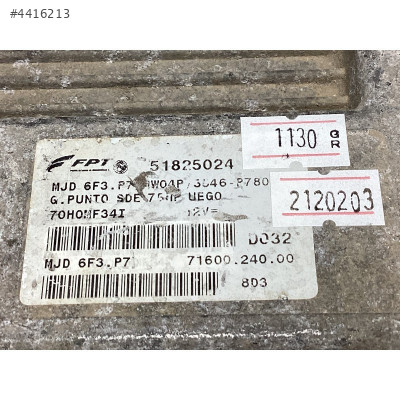 #4416213
1130 GR
FPT 51825024
MJD 6F3.P7
2120203
G.PUNTO SDE
70HOMF34I 12V=
D032
MJD 6F3.P7 71600.240.00
8D3